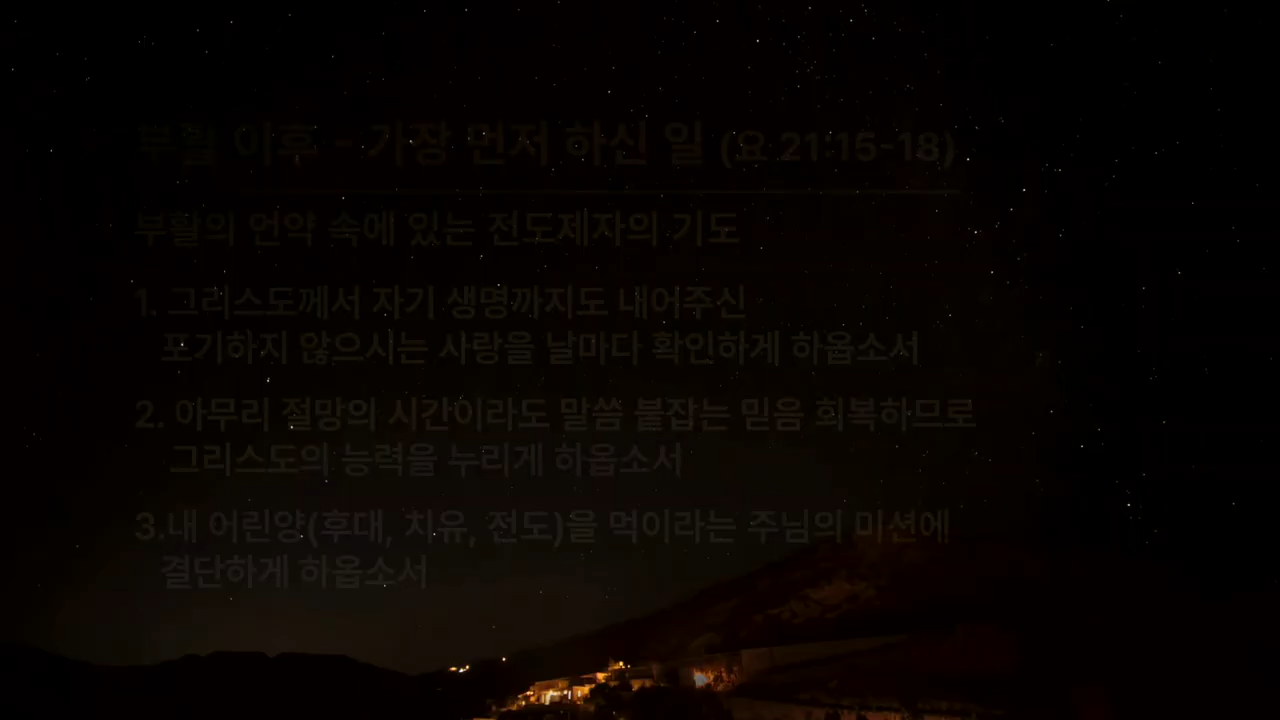 부활 이후 - 가장 먼저 하신 일 (요 21:15-18)
부활의 언약 속에 있는 전도제자의 기도
1. 그리스도께서 자기 생명까지도 내어주신
포기하지 않으시는 사랑을 날마다 확인하게 하옵소서
2. 아무리 절망의 시간이라도 말씀 붙잡는 믿음 회복하므로
그리스도의 능력을 누리게 하옵소서
3.내 어린양(후대, 치유, 전도)을 먹이라는 주님의 미션에
결단하게 하옵소서